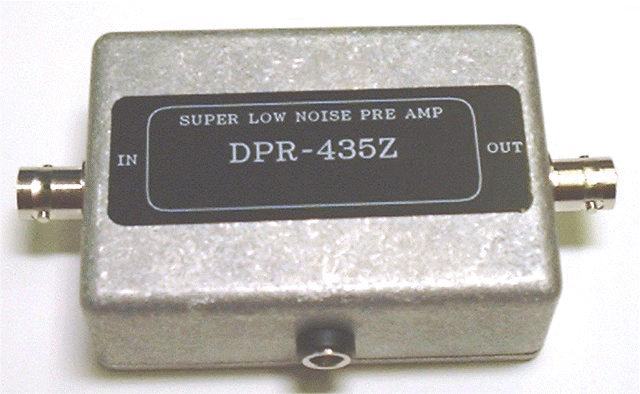 SUPER LOW NOISE PRE AMP
DPR-435Z
IN
OUT